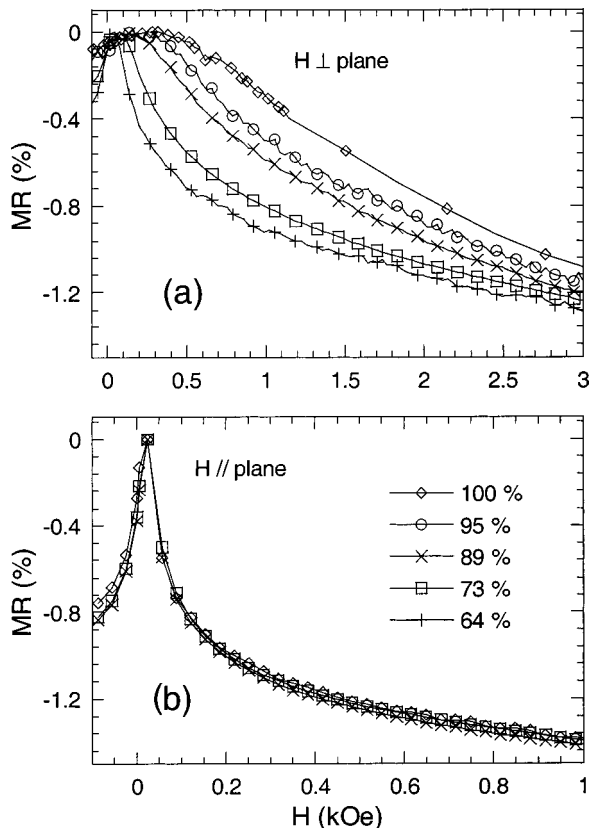 0
-0.4
-0.8
-1.2
MR (%)
H ⊥ plane
(a)
0 0.5 1 1.5 2 2.5 3
0
-0.4
-0.8
-1.2
MR (%)
H // plane
100 %
95 %
89 %
73 %
64 %
(b)
0 0.2 0.4 0.6 0.8 1
H (kOe)